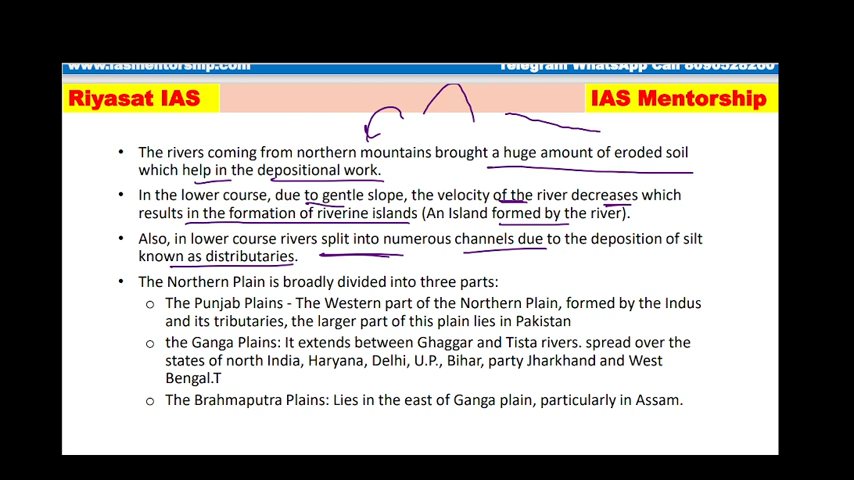 www.iasmentorship.com Telegram WhatsApp Call
Riyasat IAS IAS Mentorship
• The rivers coming from northern mountains brought a huge amount of eroded soil
which help in the depositional work.
• In the lower course, due to gentle slope, the velocity of the river decreases which
results in the formation of riverine islands (An Island formed by the river).
• Also, in lower course rivers split into numerous channels due to the deposition of silt
known as distributaries.
• The Northern Plain is broadly divided into three parts:
o The Punjab Plains - The Western part of the Northern Plain, formed by the Indus
and its tributaries, the larger part of this plain lies in Pakistan
o the Ganga Plains: It extends between Ghaggar and Tista rivers. spread over the
states of north India, Haryana, Delhi, U.P., Bihar, party Jharkhand and West
Bengal.T
o The Brahmaputra Plains: Lies in the east of Ganga plain, particularly in Assam.